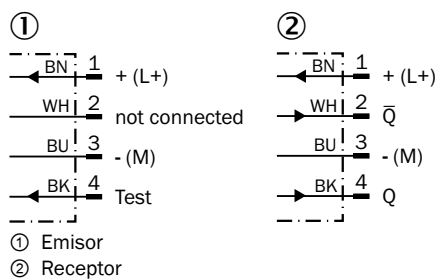 ①
BN 1 + (L+)
WH 2 not connected
BU 3 - (M)
BK 4 Test
②
BN 1 + (L+)
WH 2 Q̅
BU 3 - (M)
BK 4 Q
① Emisor
② Receptor